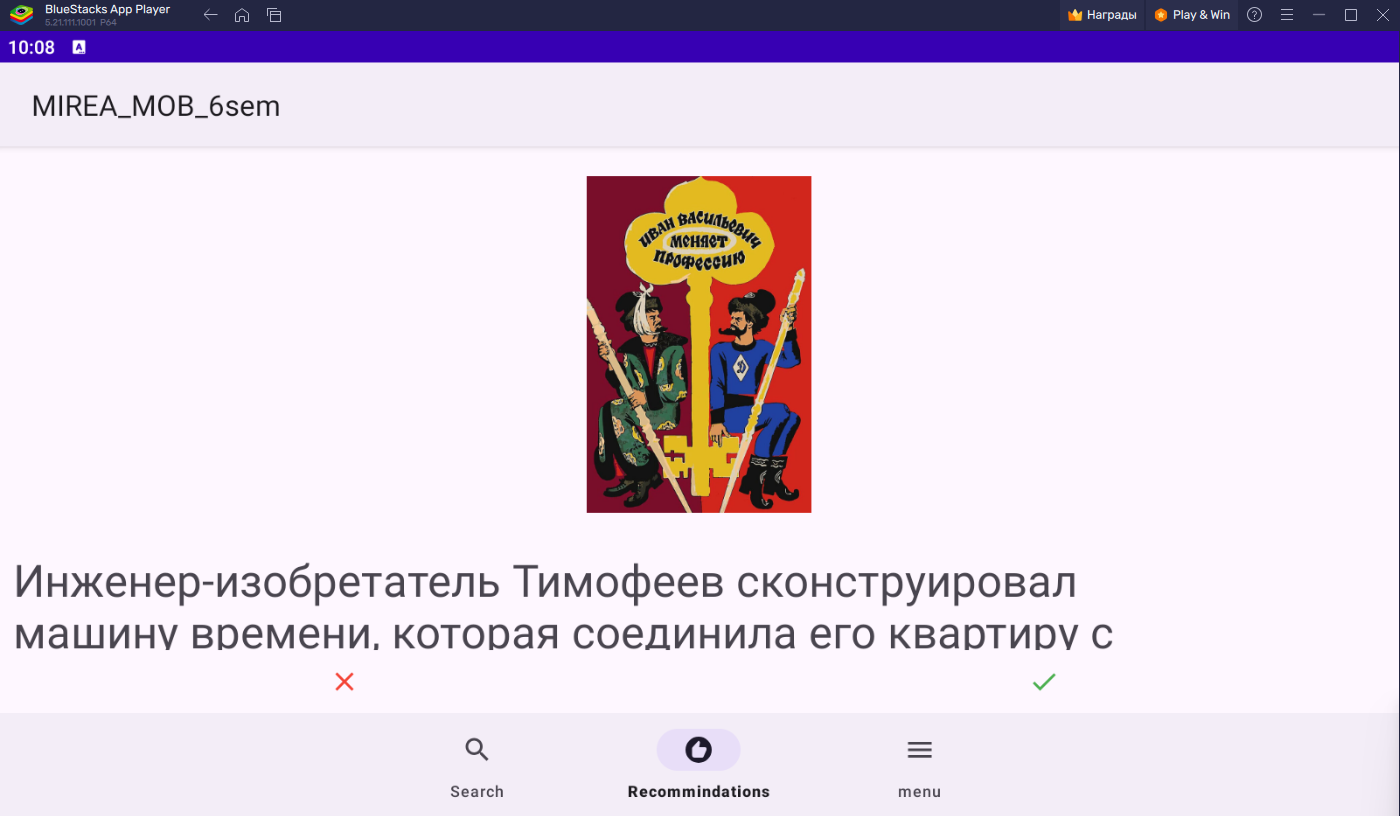 BlueStacks App Player
5.21.111.1001 P64
Награды
Play & Win
10:08
MIREA_MOB_6sem
ИВАН ВАСИЛЬЕВИЧ
МЕНЯЕТ
ПРОФЕССИЮ
Д
Инженер-изобретатель Тимофеев сконструировал
машину времени, которая соединила его квартиру с
Search
Recommindations
menu